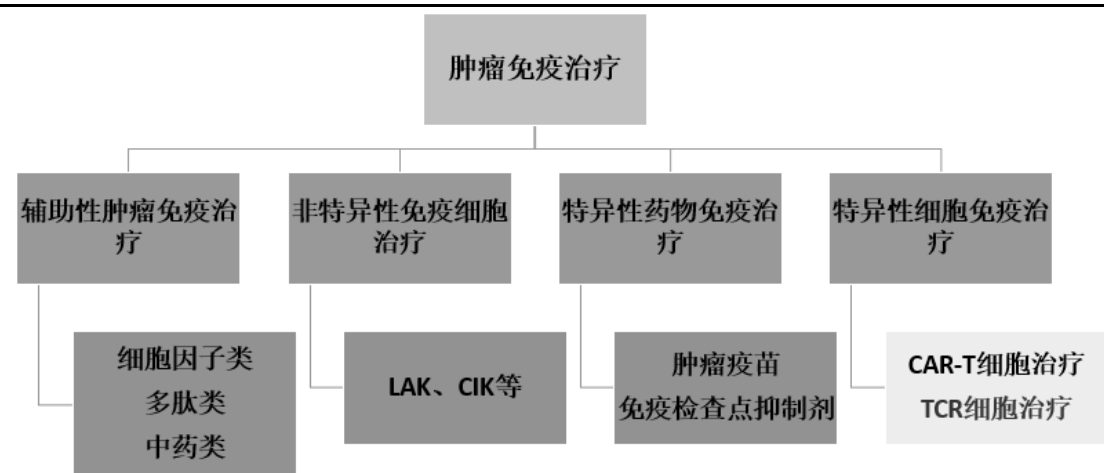 肿瘤免疫治疗
辅助性肿瘤免疫治
疗
非特异性免疫细胞
治疗
特异性药物免疫治
疗
特异性细胞免疫治
疗
细胞因子类
多肽类
中药类
LAK、CIK等
肿瘤疫苗
免疫检查点抑制剂
CAR-T细胞治疗
TCR细胞治疗